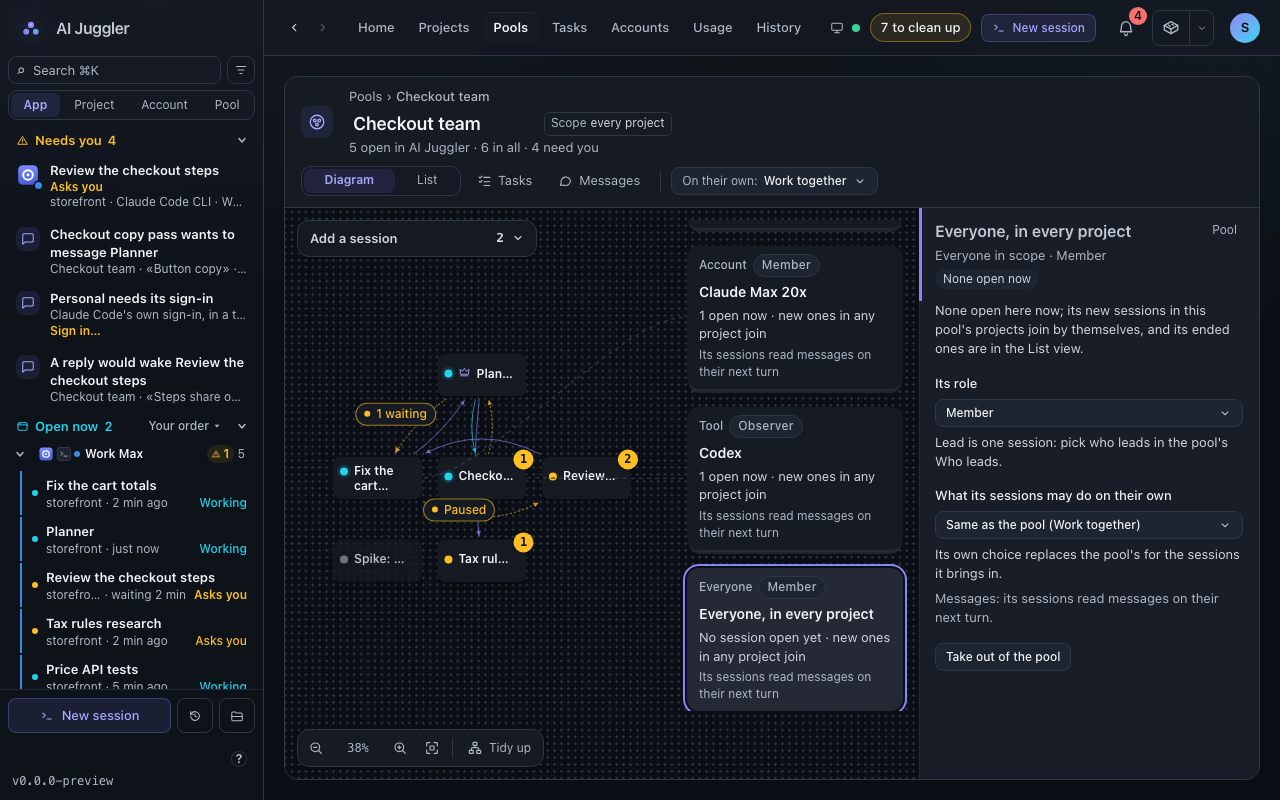 AI Juggler
Search ⌘K
App
Project
Account
Pool
Needs you 4
Review the checkout steps
Asks you
storefront · Claude Code CLI · W…
Checkout copy pass wants to
message Planner
Checkout team · «Button copy» ·…
Personal needs its sign-in
Claude Code's own sign-in, in a t…
Sign in…
A reply would wake Review the
checkout steps
Checkout team · «Steps share o…
Open now 2
Your order
Work Max
1
5
Fix the cart totals
storefront · 2 min ago
Working
Planner
storefront · just now
Working
Review the checkout steps
storefro… · waiting 2 min
Asks you
Tax rules research
storefront · 2 min ago
Asks you
Price API tests
storefront · 5 min ago
Working
New session
?
v0.0.0-preview
Home
Projects
Pools
Tasks
Accounts
Usage
History
7 to clean up
New session
4
S
Pools › Checkout team
Checkout team
Scope every project
5 open in AI Juggler · 6 in all · 4 need you
Diagram
List
Tasks
Messages
On their own: Work together
Add a session
2
Plan…
1 waiting
Fix the
cart…
Checko…
1
Review…
2
Paused
Spike: …
Tax rul…
1
38%
Tidy up
Account
Member
Claude Max 20x
1 open now · new ones in any
project join
Its sessions read messages on
their next turn
Tool
Observer
Codex
1 open now · new ones in any
project join
Its sessions read messages on
their next turn
Everyone
Member
Everyone, in every project
No session open yet · new ones
in any project join
Its sessions read messages on
their next turn
Everyone, in every project
Pool
Everyone in scope · Member
None open now
None open here now; its new sessions in this
pool's projects join by themselves, and its ended
ones are in the List view.
Its role
Member
Lead is one session: pick who leads in the pool's
Who leads.
What its sessions may do on their own
Same as the pool (Work together)
Its own choice replaces the pool's for the sessions
it brings in.
Messages: its sessions read messages on their
next turn.
Take out of the pool